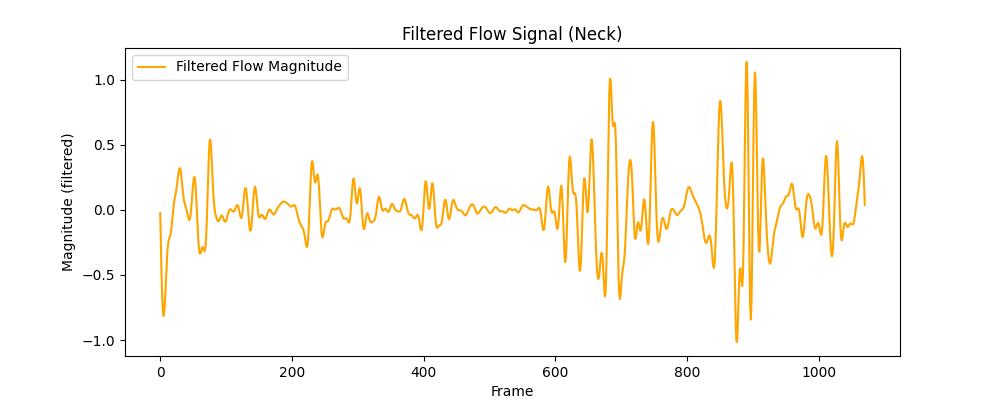 Filtered Flow Signal (Neck)
Filtered Flow Magnitude
Magnitude (filtered)
1.0
0.5
0.0
−0.5
−1.0
0 200 400 600 800 1000
Frame